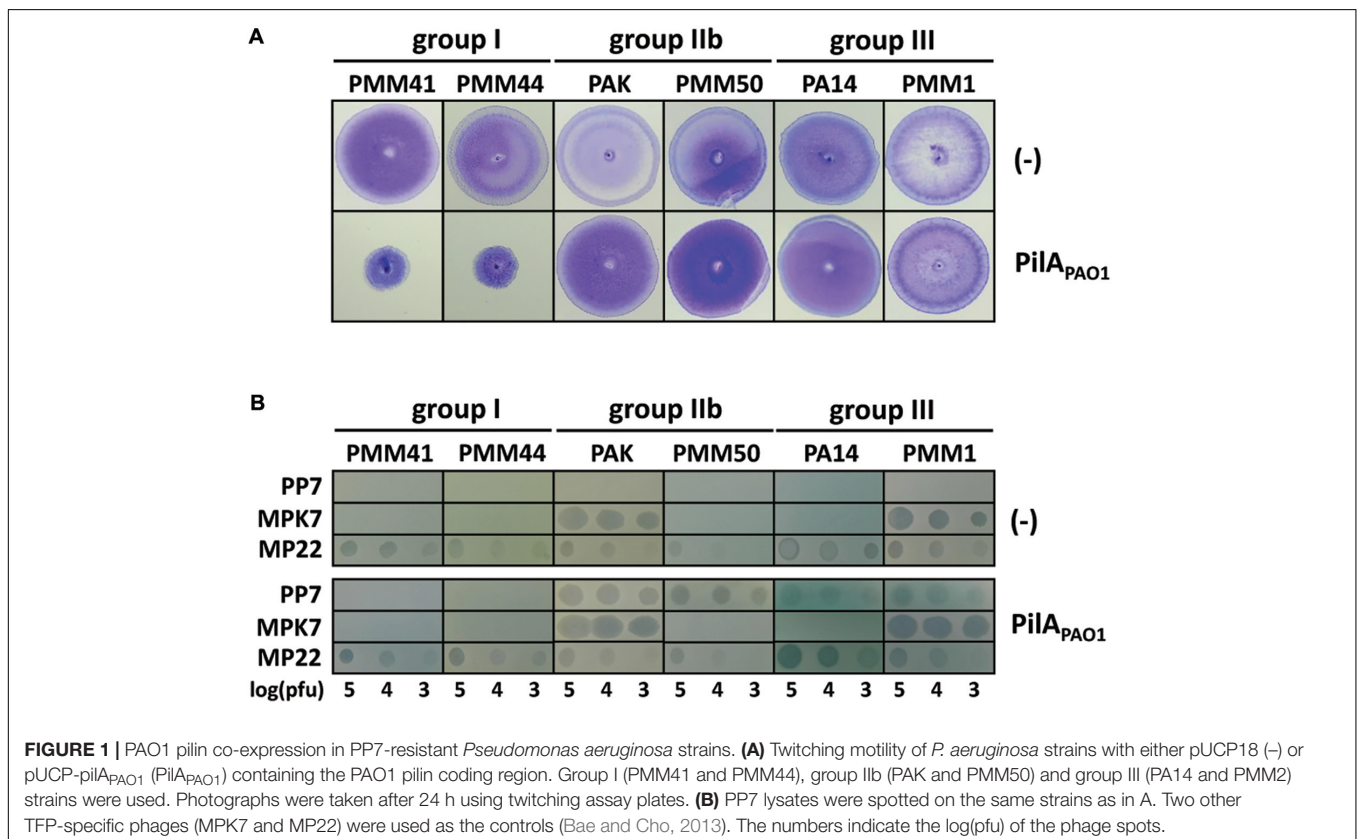 A
group I group IIb group III
PMM41 PMM44 PAK PMM50 PA14 PMM1
(-)
PilAPAO1
B
group I group IIb group III
PMM41 PMM44 PAK PMM50 PA14 PMM1
PP7
MPK7 (-)
MP22
PP7
MPK7 PilAPAO1
MP22
log(pfu) 5 4 3 5 4 3 5 4 3 5 4 3 5 4 3 5 4 3
FIGURE 1 | PAO1 pilin co-expression in PP7-resistant Pseudomonas aeruginosa strains. (A) Twitching motility of P. aeruginosa strains with either pUCP18 (–) or
pUCP-pilAPAO1 (PilAPAO1) containing the PAO1 pilin coding region. Group I (PMM41 and PMM44), group IIb (PAK and PMM50) and group III (PA14 and PMM2)
strains were used. Photographs were taken after 24 h using twitching assay plates. (B) PP7 lysates were spotted on the same strains as in A. Two other
TFP-specific phages (MPK7 and MP22) were used as the controls (Bae and Cho, 2013). The numbers indicate the log(pfu) of the phage spots.